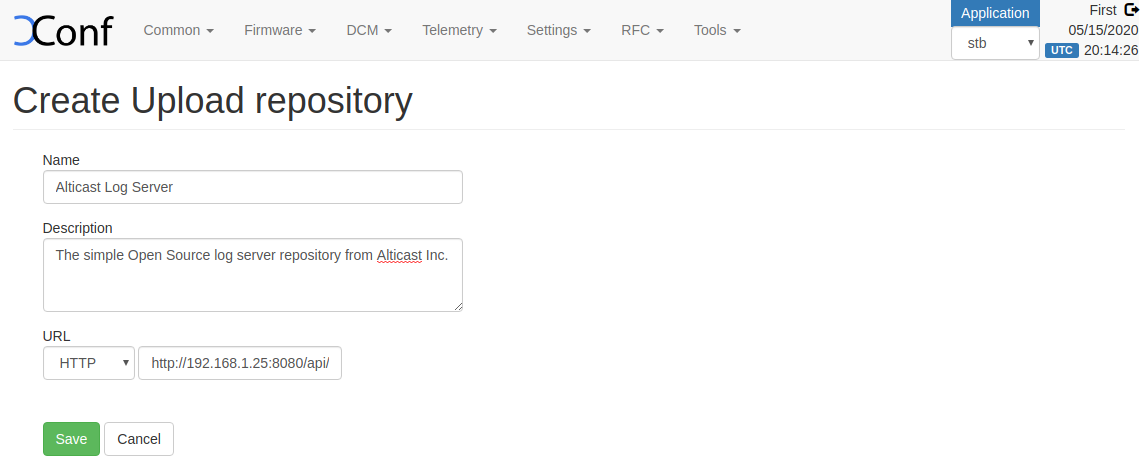 XConf Common Firmware DCM Telemetry Settings RFC Tools Application First
stb 05/15/2020
UTC 20:14:26
Create Upload repository
Name
Alticast Log Server
Description
The simple Open Source log server repository from Alticast Inc.
URL
HTTP http://192.168.1.25:8080/api/
Save Cancel